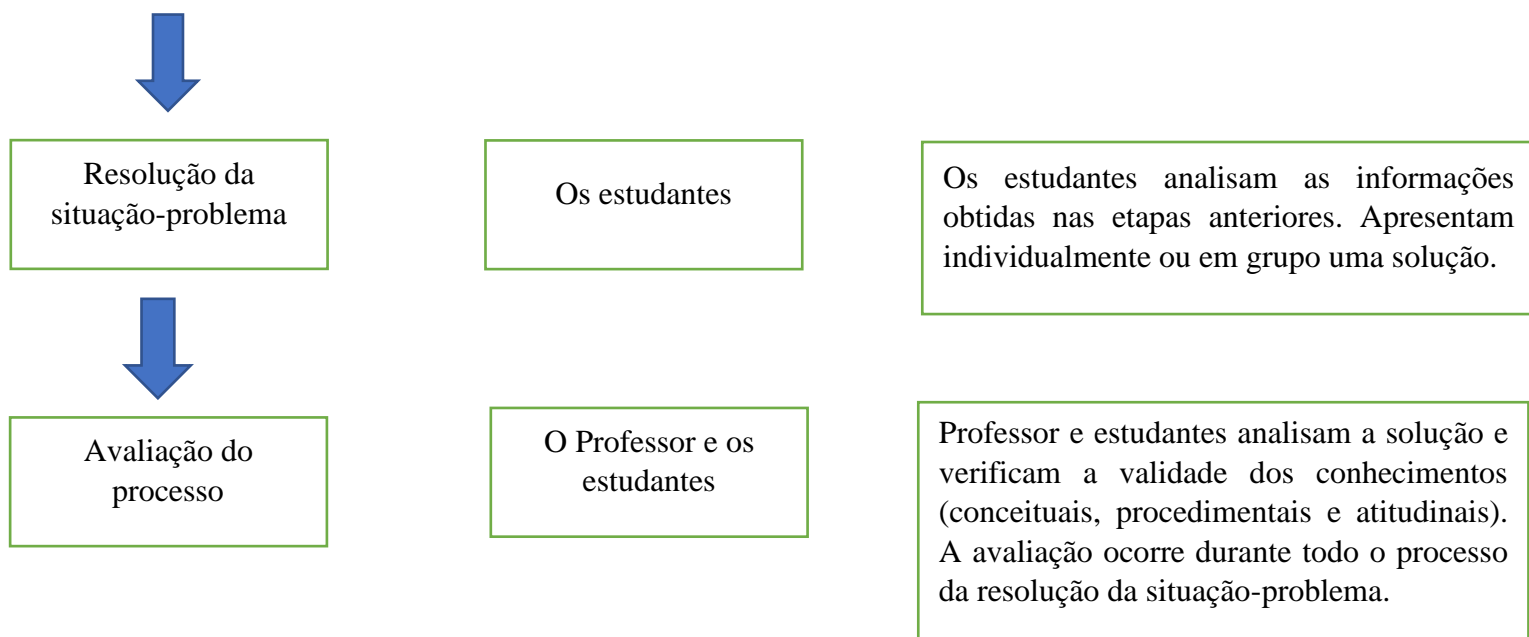 Resolução da
situação-problema
Os estudantes
Os estudantes analisam as informações
obtidas nas etapas anteriores. Apresentam
individualmente ou em grupo uma solução.
Avaliação do
processo
O Professor e os
estudantes
Professor e estudantes analisam a solução e
verificam a validade dos conhecimentos
(conceituais, procedimentais e atitudinais).
A avaliação ocorre durante todo o processo
da resolução da situação-problema.